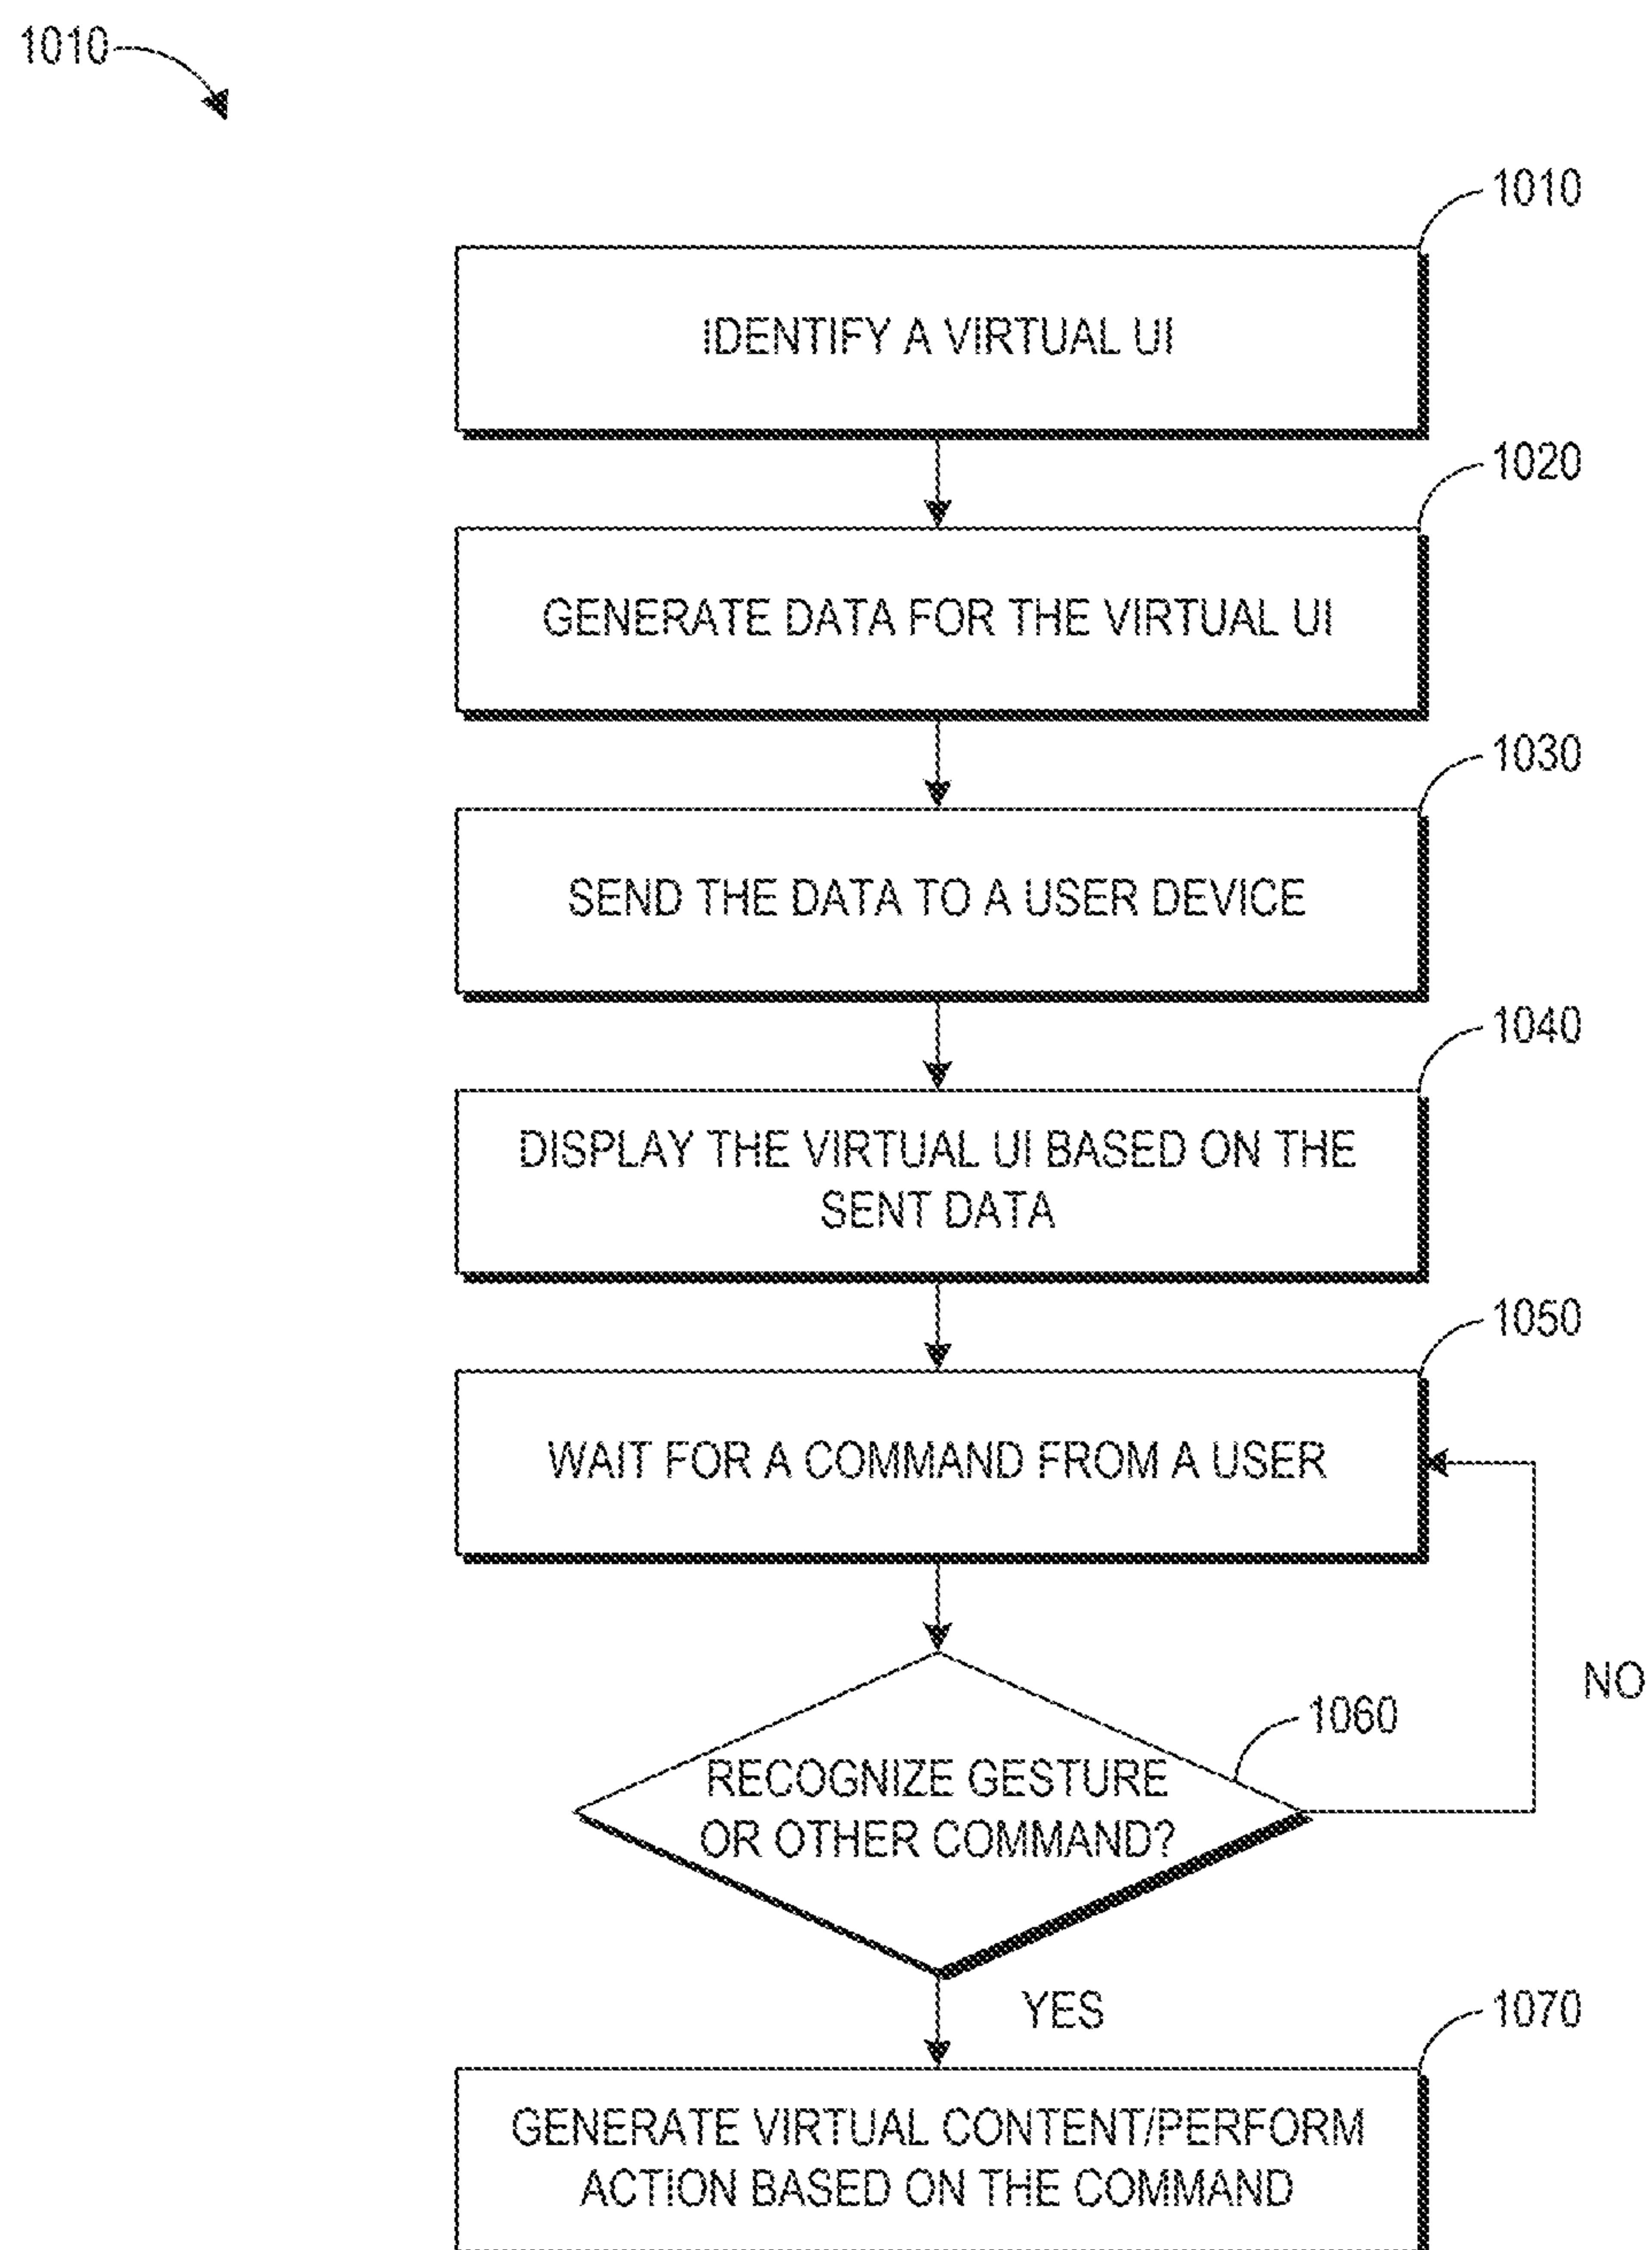 1010
1010
IDENTIFY A VIRTUAL UI
1020
GENERATE DATA FOR THE VIRTUAL UI
1030
SEND THE DATA TO A USER DEVICE
1040
DISPLAY THE VIRTUAL UI BASED ON THE
SENT DATA
1050
WAIT FOR A COMMAND FROM A USER
NO
1060
RECOGNIZE GESTURE
OR OTHER COMMAND?
YES
1070
GENERATE VIRTUAL CONTENT/PERFORM
ACTION BASED ON THE COMMAND